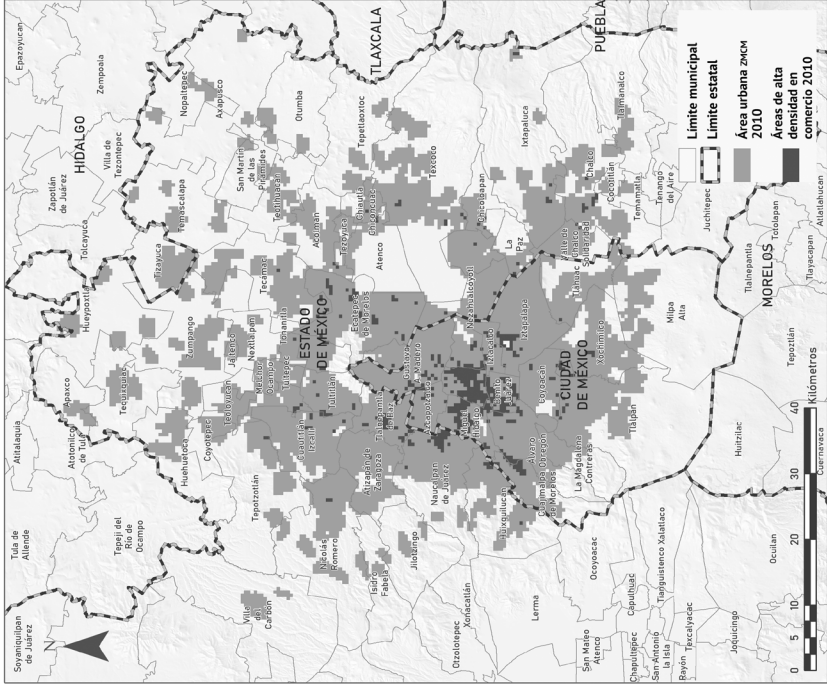 Sayaniquilpan
de Juárez
N
Tula de
Allende
Atitalaquia
Tepeji del
Río de
Ocampo
Atotonilco
de Tula
Apaxco
Hueypoxtla
Tolcayuca
Zapotlán
de Juárez
HIDALGO
Villa de
Tezontepec
Zempoala
Epazoyucan
Tequixquiac
Huehuetoca
Coyotepec
Zumpango
Tizayuca
Temascalapa
Nopaltepec
Axapusco
Otumba
San Martín
de las
Pirámides
Teotihuacán
Villa
del
Carbón
Tepotzotlán
Teoloyucan
Jaltenco
Nextlalpan
Melchor
Ocampo
Tultepec
Tonanitla
Tecámac
Acolmán
Tezoyuca
Chiautla
Chiconcuac
Tepetlaoxtoc
TLAXCALA
Nicolás
Romero
Cuautitlán
Izcalli
Tultitlán
ESTADO
DE MÉXICO
Ecatepec
de Morelos
Atenco
Texcoco
Isidro
Fabela
Jilotzingo
Atizapán de
Zaragoza
Tlalnepantla
de Baz
Gustavo
A. Madero
Azcapotzalco
Naucalpan
de Juárez
Otzolotepec
Xonacatlán
Miguel
Hidalgo
Nezahualcóyotl
Chicoloapan
La
Paz
Ixtapaluca
PUEBLA
Huixquilucan
Lerma
Benito
Juárez
Iztacalco
Iztapalapa
Álvaro
Obregón
Cuajimalpa
de Morelos
Coyoacán
CIUDAD
DE MÉXICO
Tláhuac
Valle de
Chalco
Solidaridad
Chalco
Cocotitlán
Tlalmanalco
Temamatla
Tenango
del Aire
San Mateo
Atenco
Ocoyoacac
La Magdalena
Contreras
Xochimilco
Tlalpan
Milpa
Alta
Juchitepec
Chapultepec
Capulhuac
San Antonio
la Isla
Tianguistenco
Xalatlaco
Rayón
Texcalyacac
Joquicingo
Ocuilan
Huitzilac
Cuernavaca
Tepoztlán
Tlalnepantla
MORELOS
Totolapan
Tlayacapan
Atlatlahucan
0 5 10 20 30 40
Kilómetros
Límite municipal
Límite estatal
Área urbana ZMCM
2010
Áreas de alta
densidad en
comercio 2010